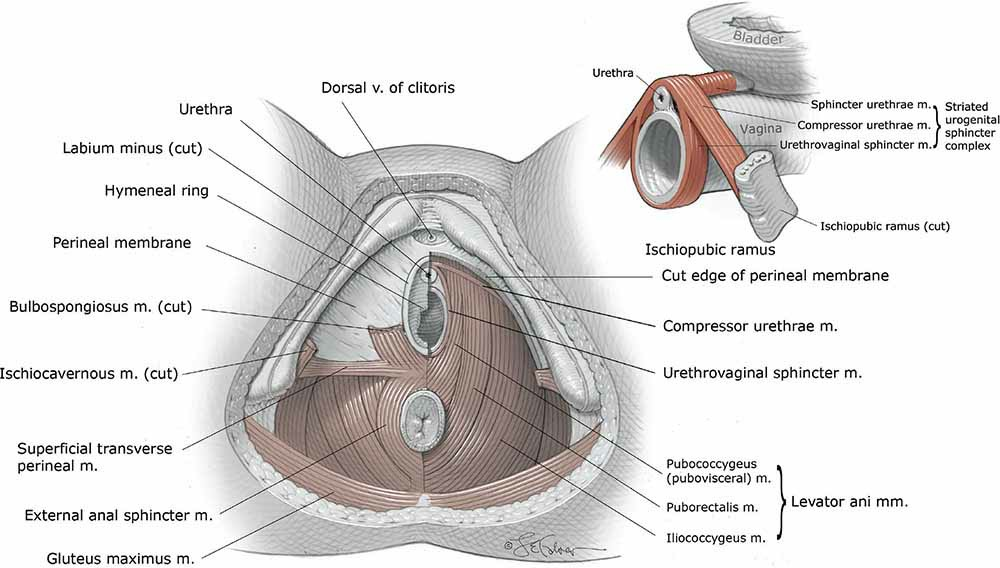 Dorsal v. of clitoris
Urethra
Labium minus (cut)
Hymeneal ring
Perineal membrane
Bulbospongiosus m. (cut)
Ischiocavernous m. (cut)
Superficial transverse
perineal m.
External anal sphincter m.
Gluteus maximus m.
Bladder
Urethra
Vagina
Sphincter urethrae m.
Compressor urethrae m.
Urethrovaginal sphincter m.
Striated
urogenital
sphincter
complex
Ischiopubic ramus (cut)
Ischiopubic ramus
Cut edge of perineal membrane
Compressor urethrae m.
Urethrovaginal sphincter m.
Pubococcygeus
(pubovisceral) m.
Puborectalis m.
Iliococcygeus m.
Levator ani mm.